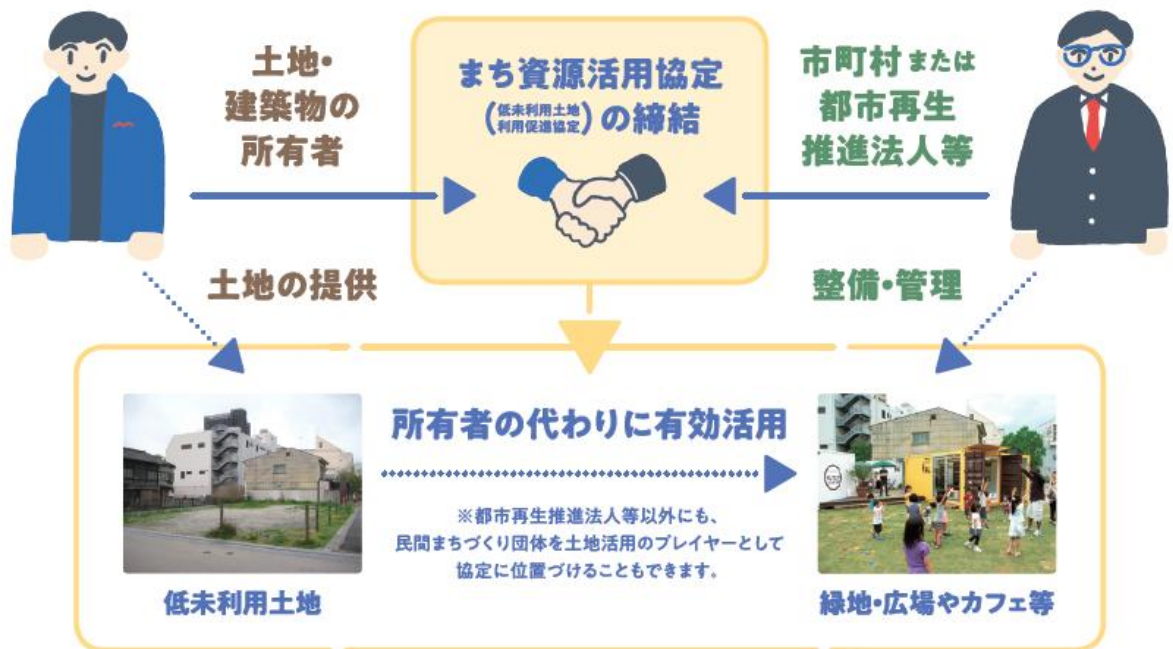 土地・
建築物の
所有者
まち資源活用協定
(低未利用土地
利用促進協定)の締結
市町村または
都市再生
推進法人等
土地の提供
整備・管理
所有者の代わりに有効活用
※都市再生推進法人等以外にも、
民間まちづくり団体を土地活用のプレイヤーとして
協定に位置づけることもできます。
低未利用土地
緑地・広場やカフェ等